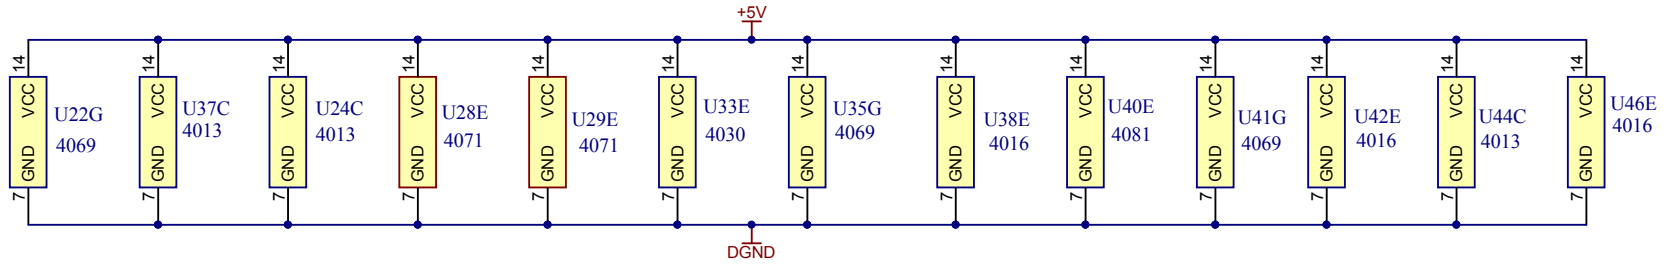 +5V
14
VCC
GND
7
U22G
4069
14
VCC
GND
7
U37C
4013
14
VCC
GND
7
U24C
4013
14
VCC
GND
7
U28E
4071
14
VCC
GND
7
U29E
4071
14
VCC
GND
7
U33E
4030
14
VCC
GND
7
U35G
4069
14
VCC
GND
7
U38E
4016
14
VCC
GND
7
U40E
4081
14
VCC
GND
7
U41G
4069
14
VCC
GND
7
U42E
4016
14
VCC
GND
7
U44C
4013
14
VCC
GND
7
U46E
4016
DGND